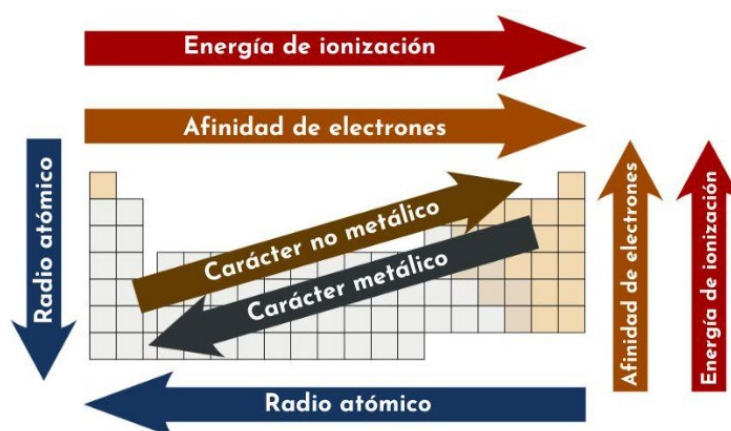 Energía de ionización
Afinidad de electrones
Radio atómico
Carácter no metálico
Carácter metálico
Afinidad de electrones
Energía de ionización
Radio atómico